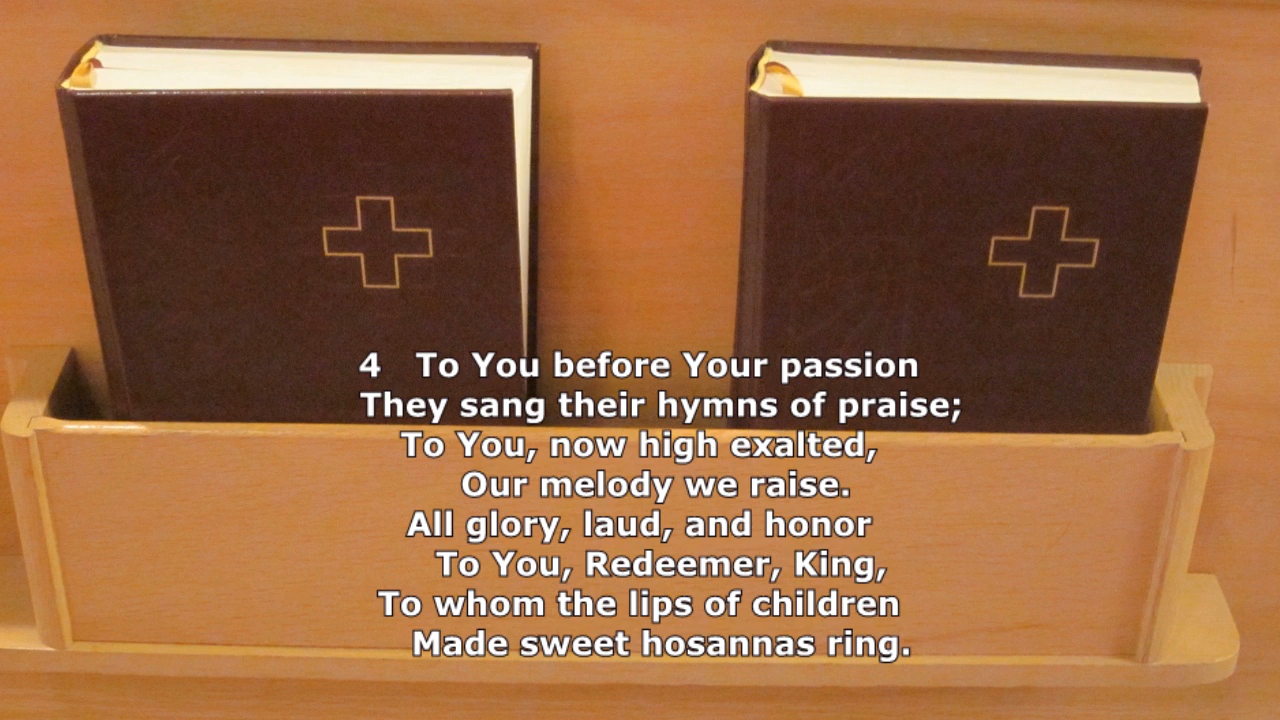 4 To You before Your passion
They sang their hymns of praise;
To You, now high exalted,
Our melody we raise.
All glory, laud, and honor
To You, Redeemer, King,
To whom the lips of children
Made sweet hosannas ring.